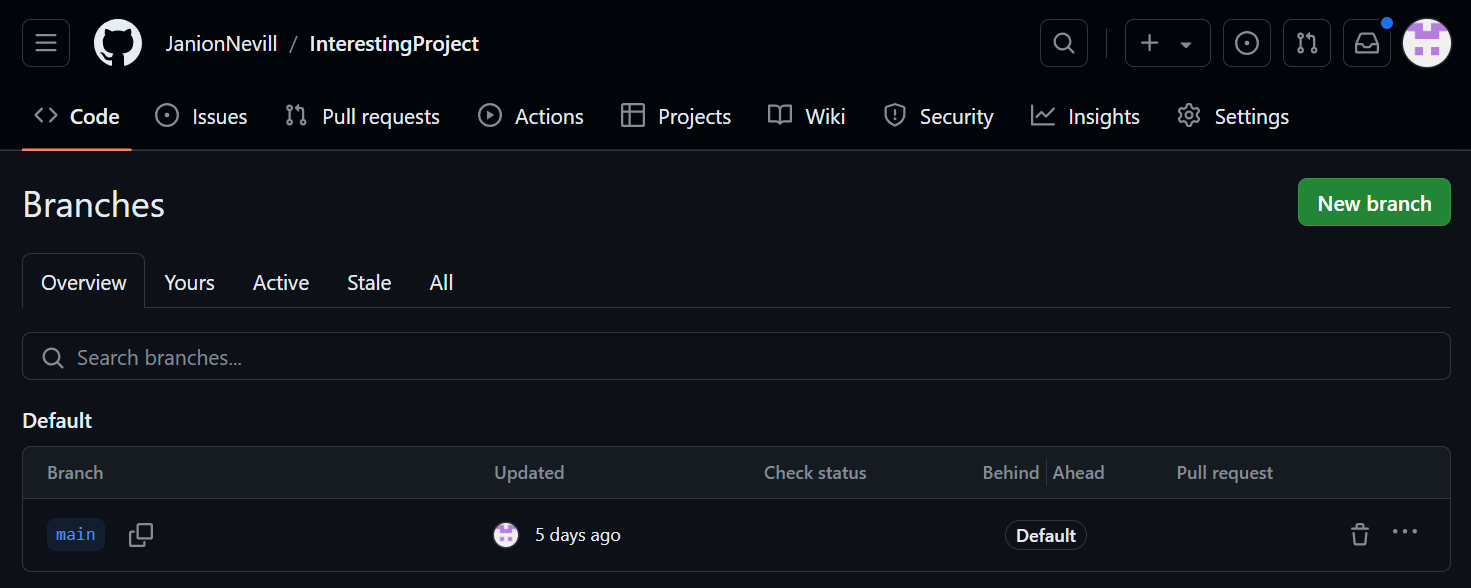 JanionNevill / InterestingProject
Code Issues Pull requests Actions Projects Wiki Security Insights Settings
Branches
New branch
Overview Yours Active Stale All
Search branches...
Default
Branch Updated Check status Behind Ahead Pull request
main 5 days ago Default